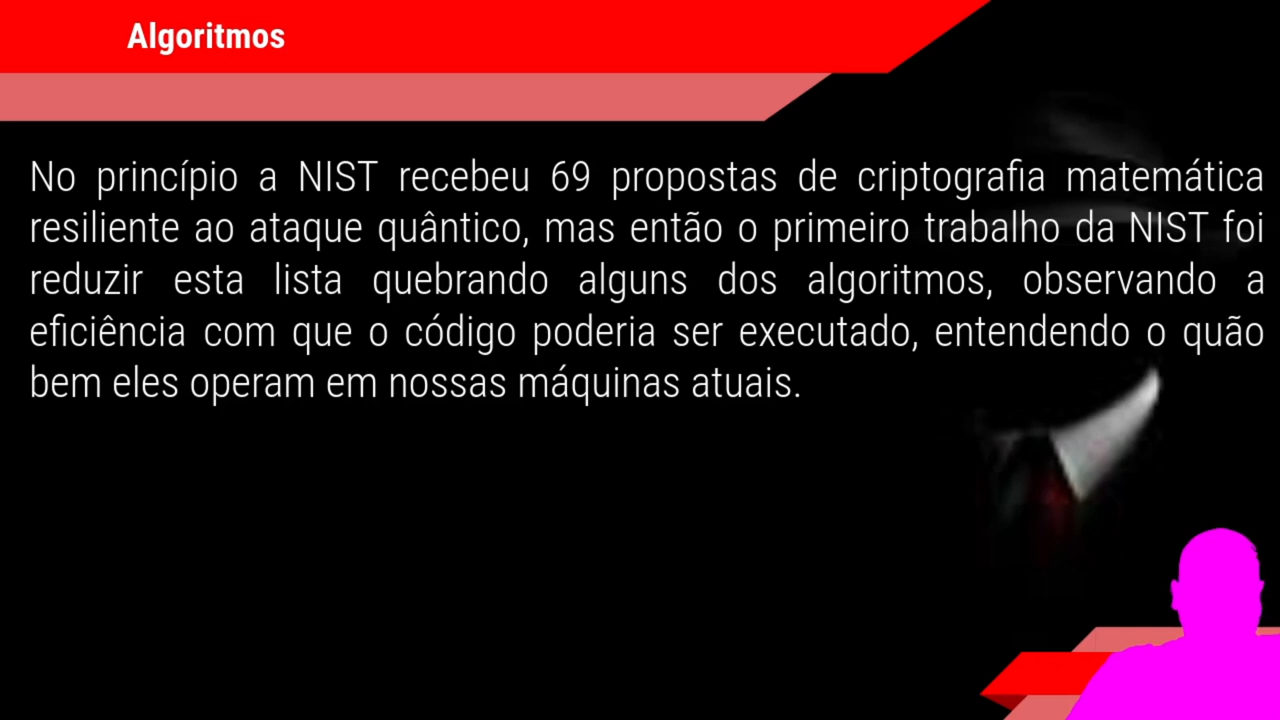 Algoritmos
No princípio a NIST recebeu 69 propostas de criptografia matemática
resiliente ao ataque quântico, mas então o primeiro trabalho da NIST foi
reduzir esta lista quebrando alguns dos algoritmos, observando a
eficiência com que o código poderia ser executado, entendendo o quão
bem eles operam em nossas máquinas atuais.